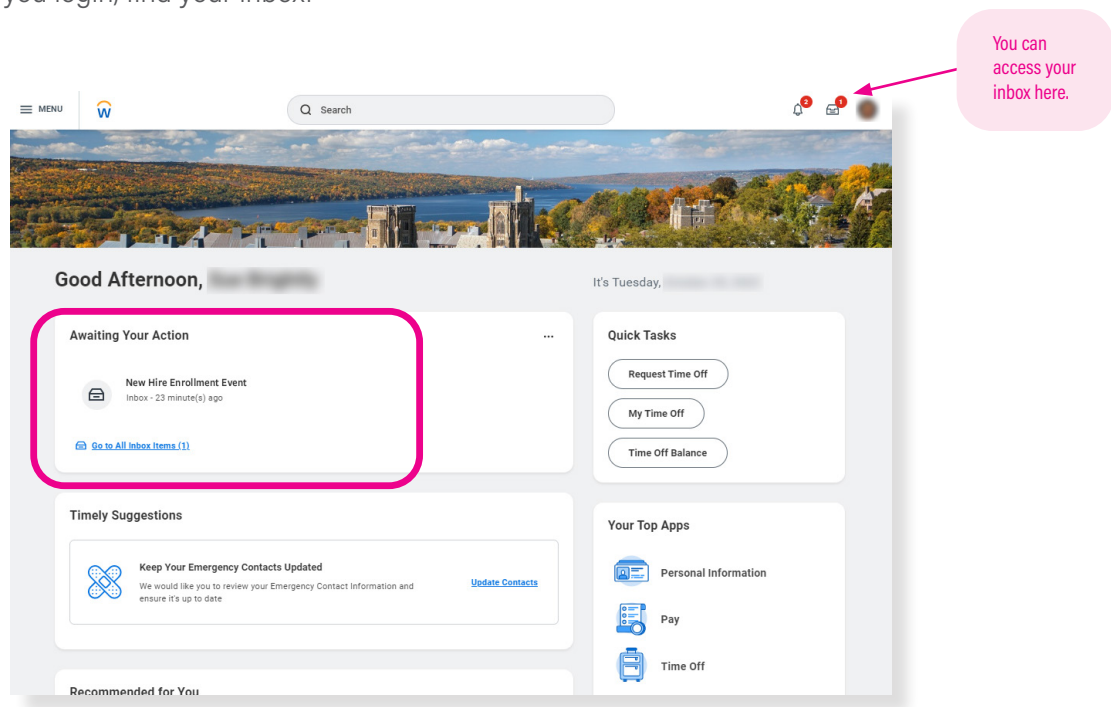 you login, find your inbox.
You can
access your
inbox here.
MENU
W
Search
2
1
Good Afternoon,
It's Tuesday,
Awaiting Your Action
...
New Hire Enrollment Event
Inbox - 23 minute(s) ago
Go to All Inbox Items (1)
Quick Tasks
Request Time Off
My Time Off
Time Off Balance
Timely Suggestions
Keep Your Emergency Contacts Updated
We would like you to review your Emergency Contact Information and
ensure it's up to date
Update Contacts
Your Top Apps
Personal Information
Pay
Time Off
Recommended for You